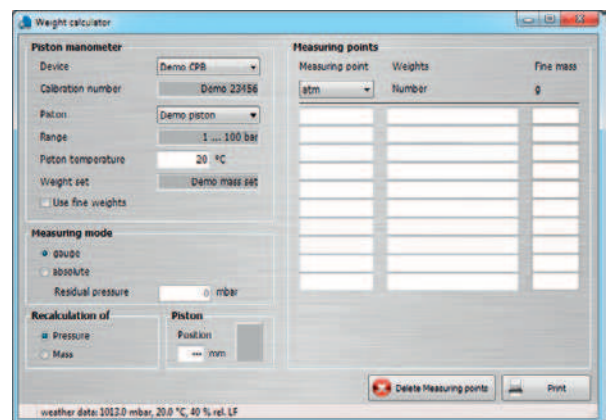 Weight calculator
Piston manometer
Device Demo CPB
Calibration number Demo 23456
Piston Demo piston
Range 1 ... 100 bar
Piston temperature 20 °C
Weight set Demo mass set
Use fine weights
Measuring mode
gauge
absolute
Residual pressure 0 mbar
Recalculation of
Pressure
Mass
Piston
Position
--- mm
Measuring points
Measuring point Weights Fine mass
atm Number g
Delete Measuring points Print
weather data: 1013.0 mbar, 20.0 °C, 40 % rel. LF